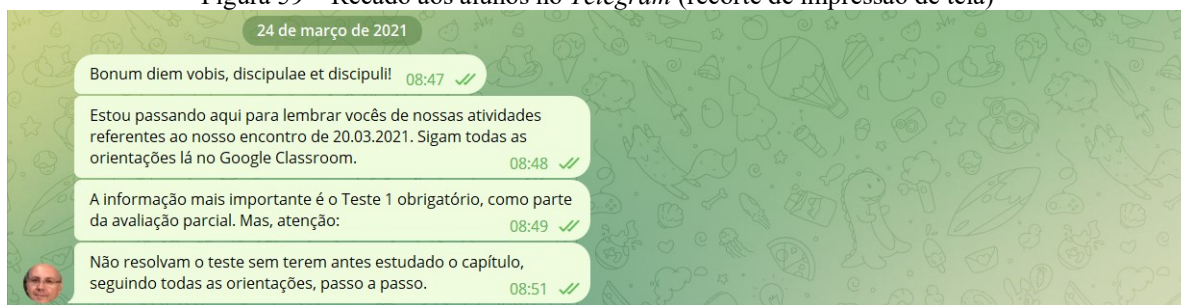 Figura 59 – Recado aos alunos no Telegram (recorte de impressão de tela)
24 de março de 2021
Bonum diem vobis, discipulae et discipuli! 08:47
Estou passando aqui para lembrar vocês de nossas atividades
referentes ao nosso encontro de 20.03.2021. Sigam todas as
orientações lá no Google Classroom. 08:48
A informação mais importante é o Teste 1 obrigatório, como parte
da avaliação parcial. Mas, atenção: 08:49
Não resolvam o teste sem terem antes estudado o capítulo,
seguindo todas as orientações, passo a passo. 08:51